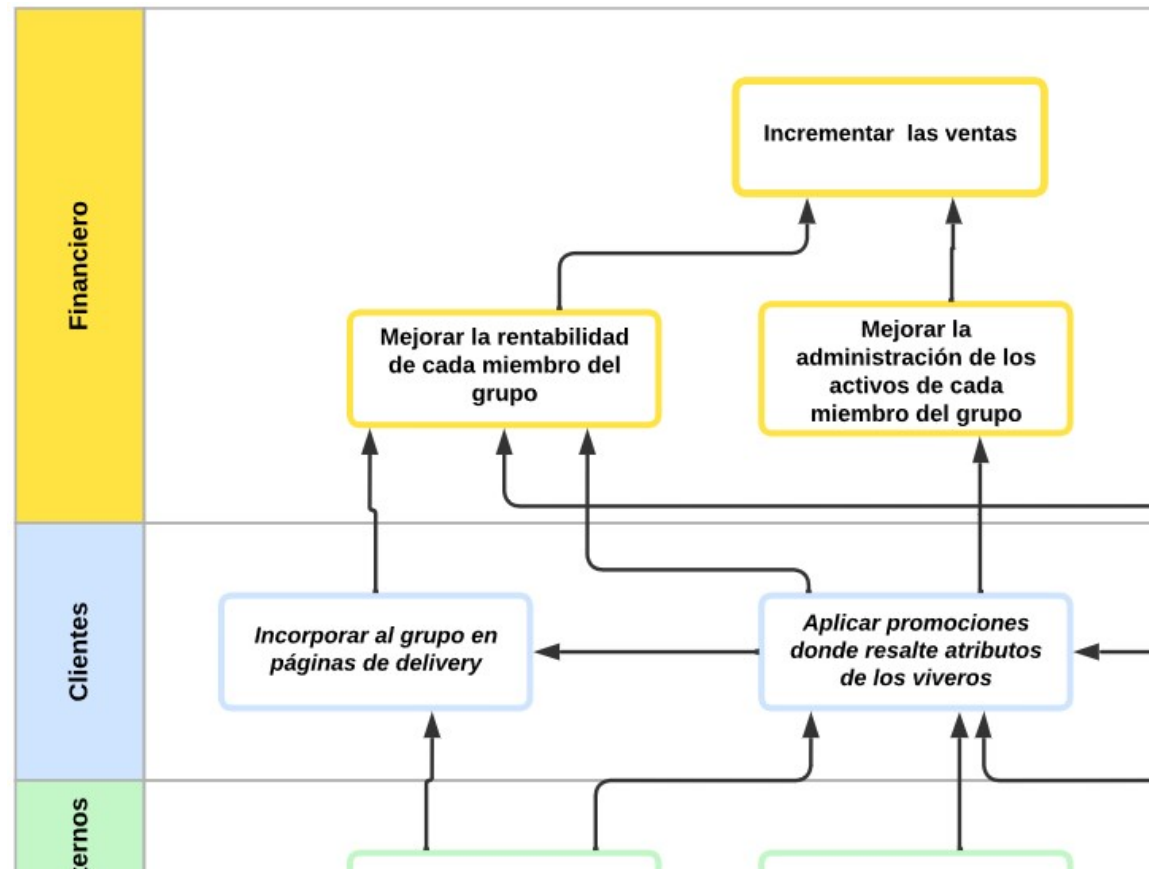 Financiero
Incrementar las ventas
Mejorar la rentabilidad
de cada miembro del
grupo
Mejorar la
administración de los
activos de cada
miembro del grupo
Clientes
Incorporar al grupo en
páginas de delivery
Aplicar promociones
donde resalte atributos
de los viveros
ternos